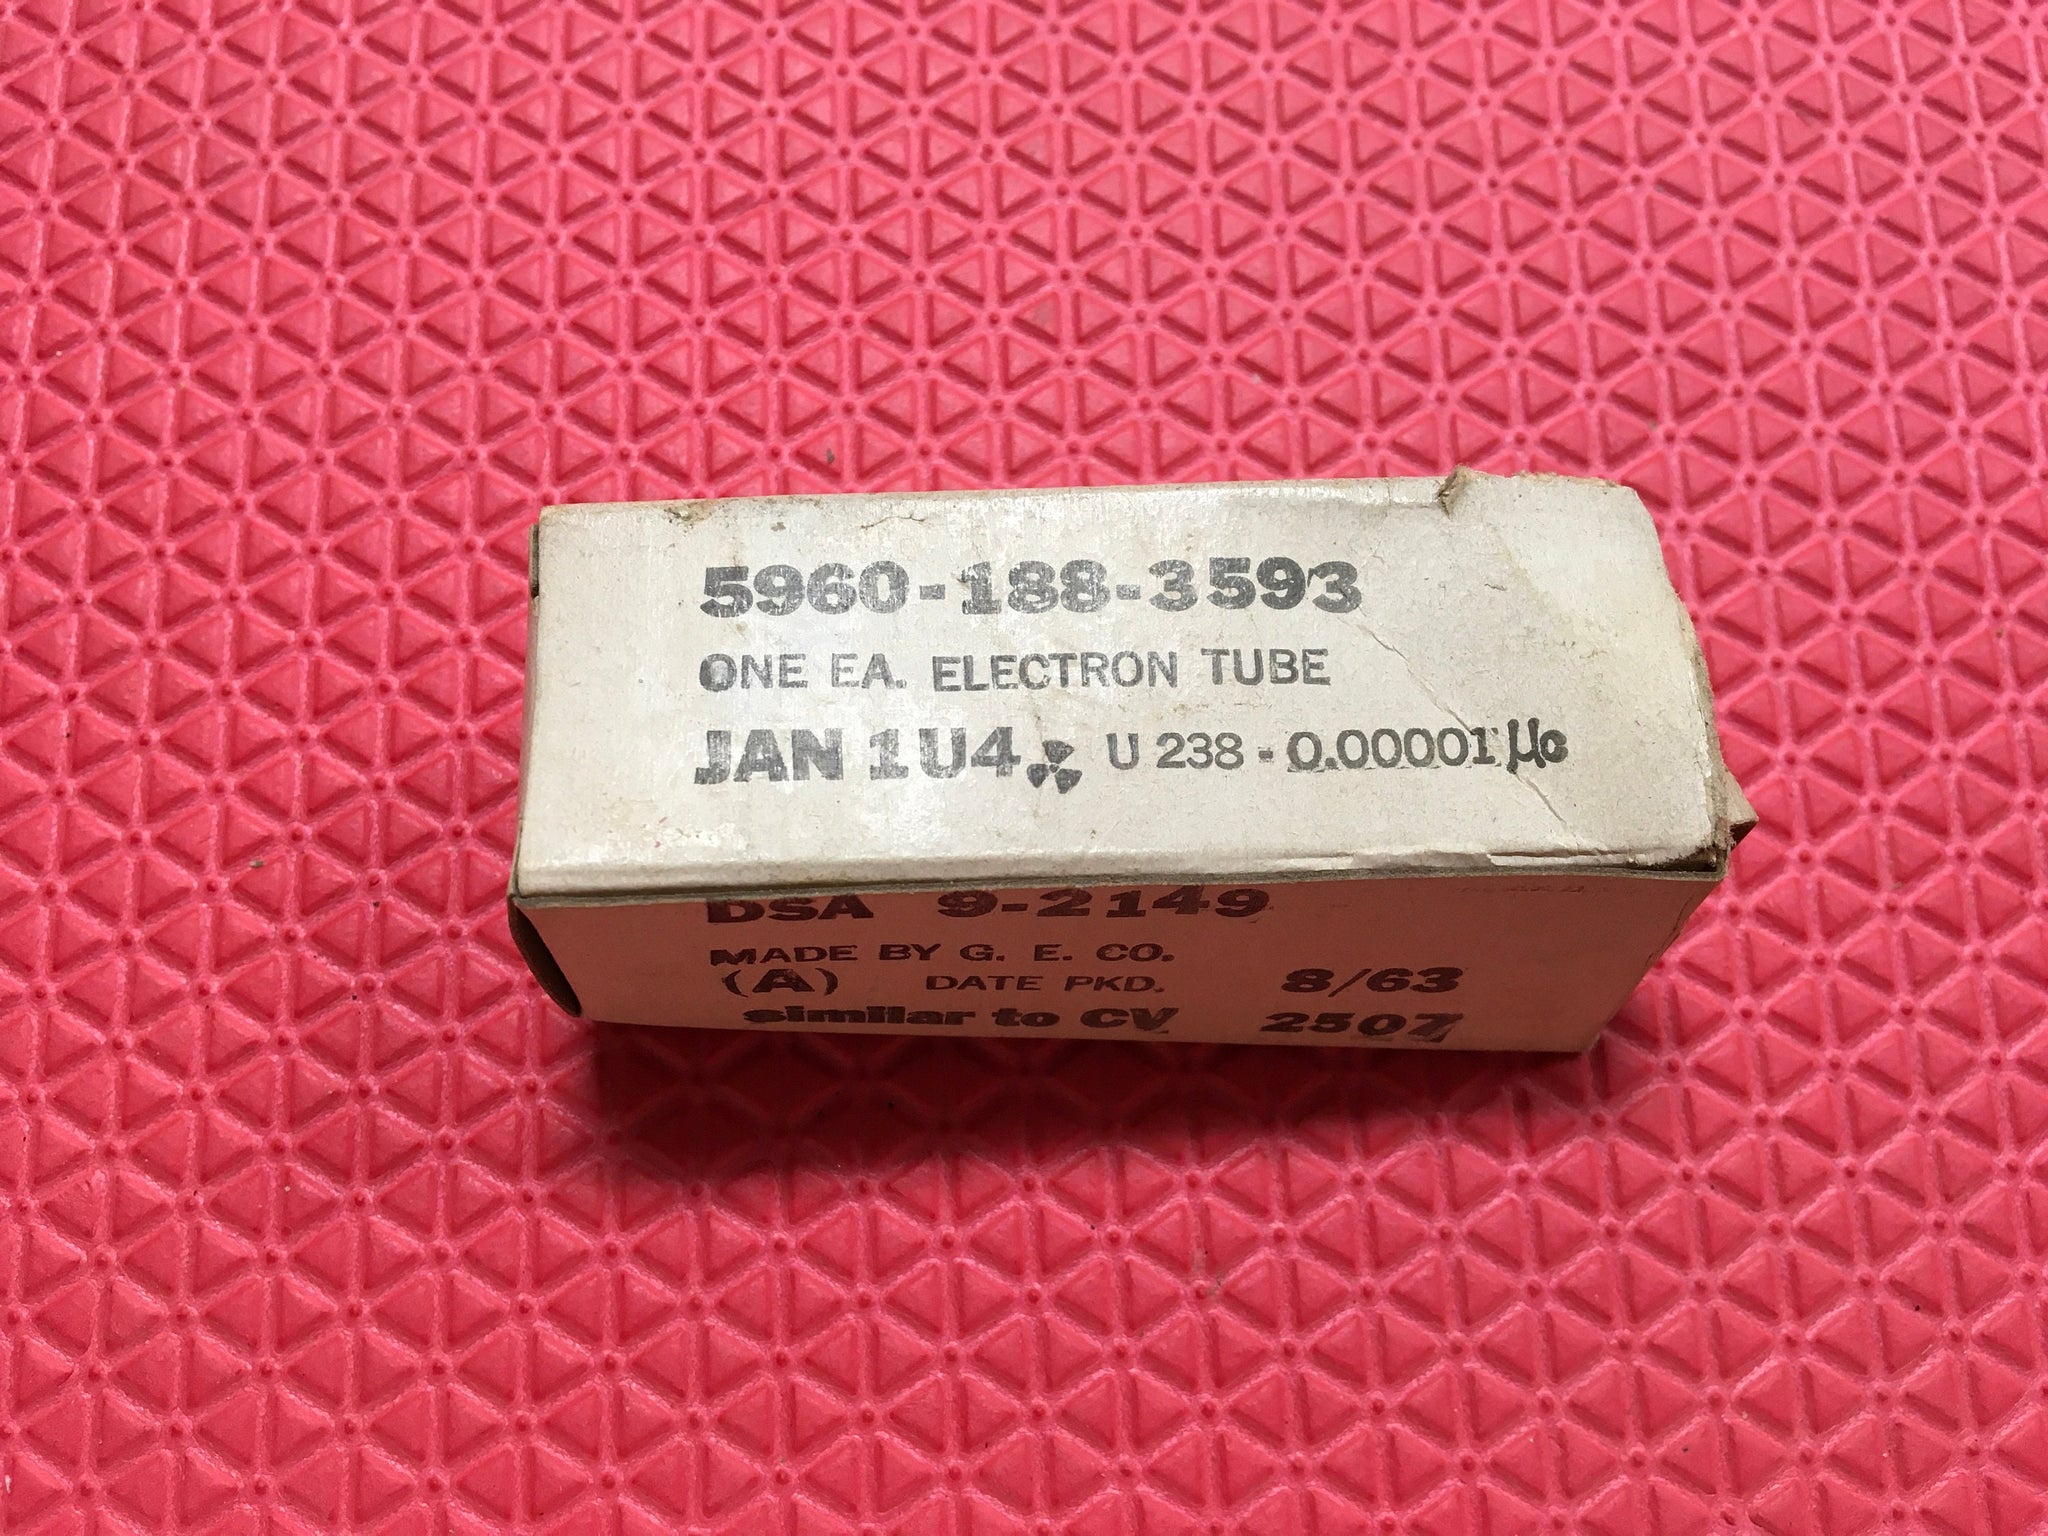 5960-188-3593
ONE EA. ELECTRON TUBE
JAN 1U4 ☢ U 238 - 0.00001 μc
DSA 9-2149
MADE BY G. E. CO.
(A) DATE PKD. 8/63
similar to CV 2507